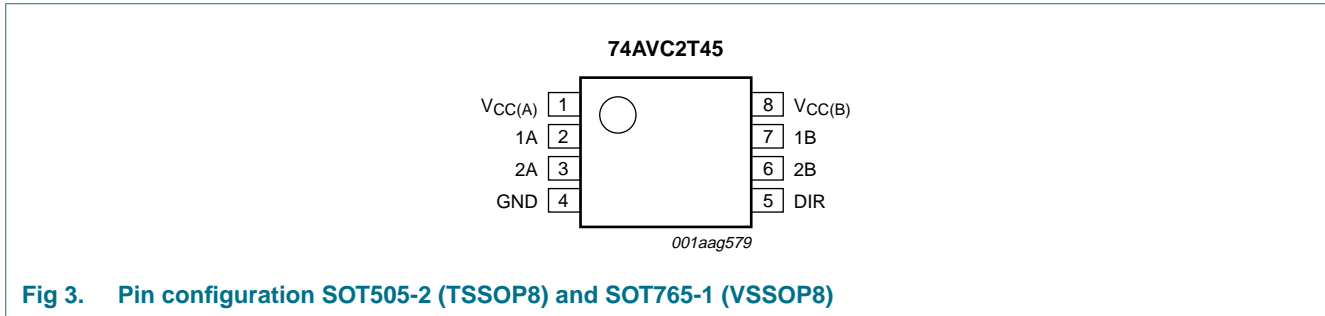 74AVC2T45
VCC(A) 1 8 VCC(B)
1A 2 7 1B
2A 3 6 2B
GND 4 5 DIR
001aag579
Fig 3. Pin configuration SOT505-2 (TSSOP8) and SOT765-1 (VSSOP8)